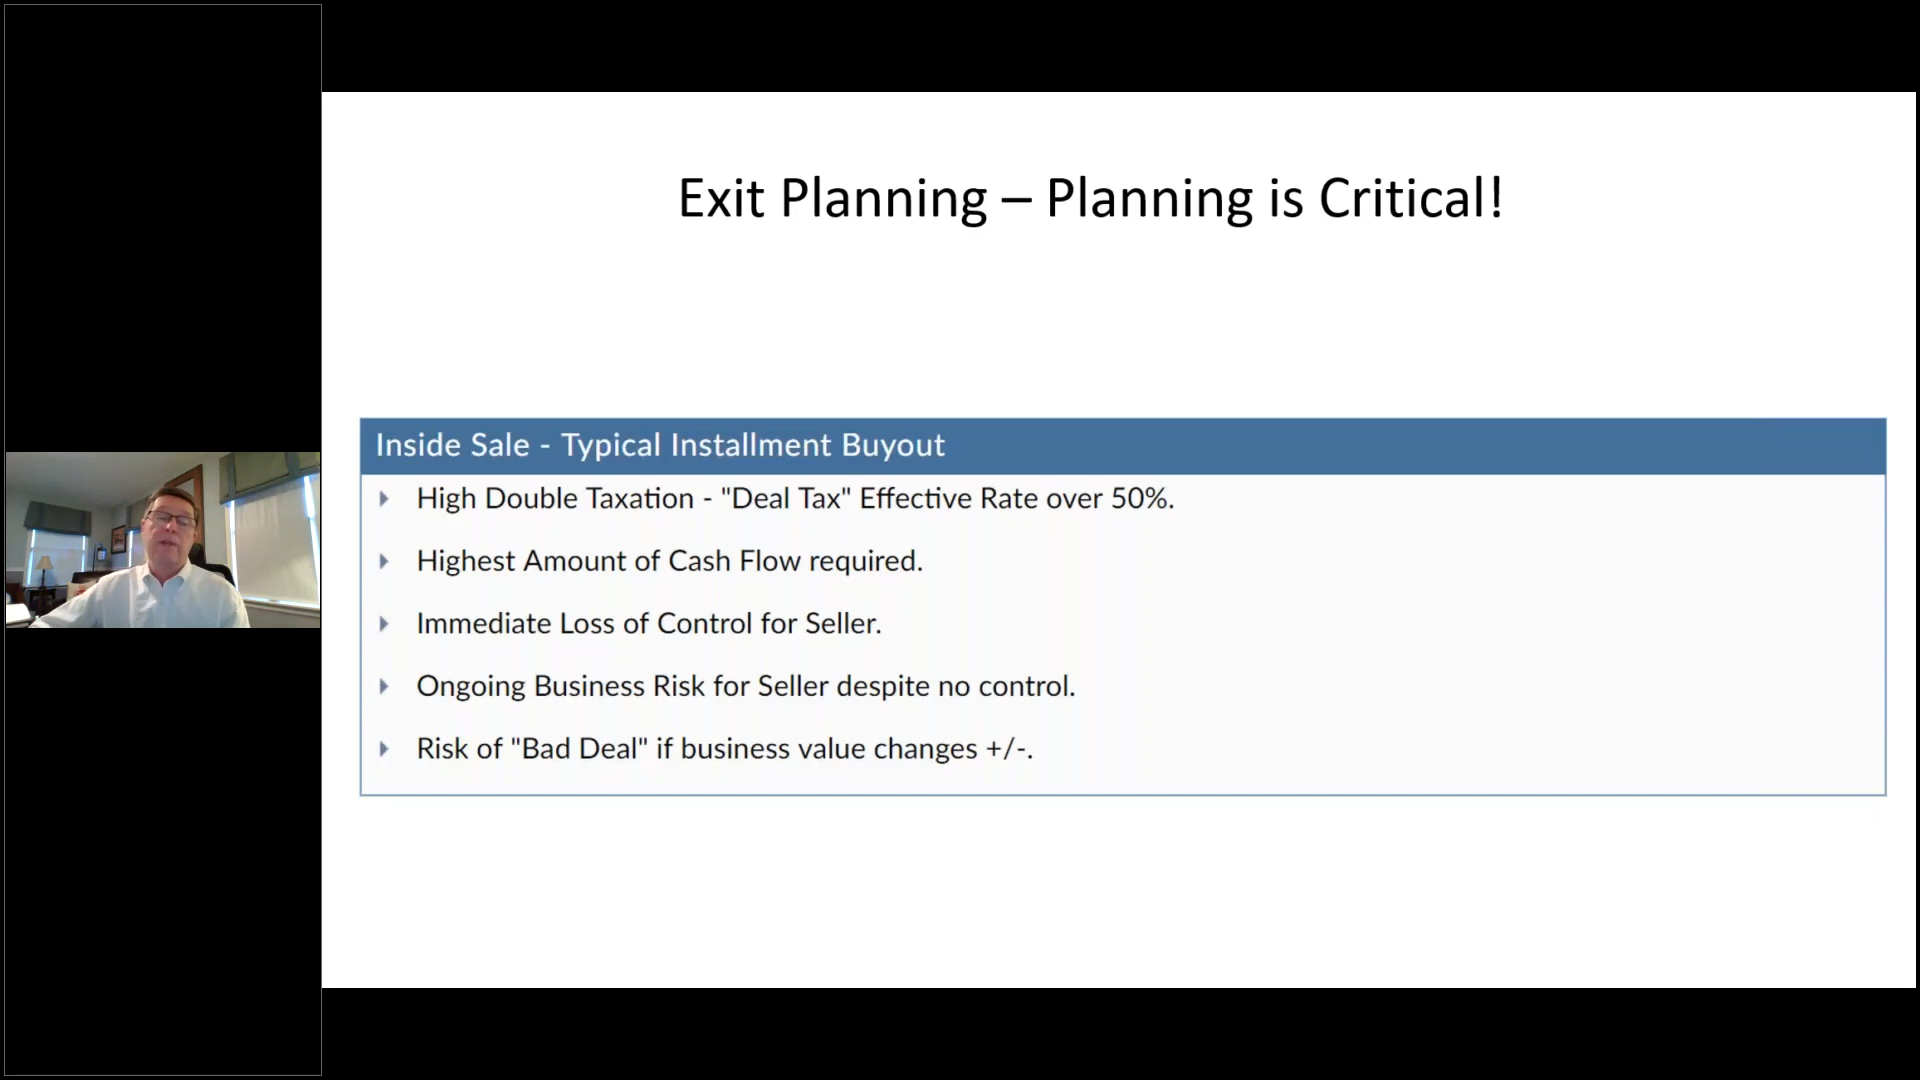 Exit Planning – Planning is Critical!
Inside Sale - Typical Installment Buyout
High Double Taxation - "Deal Tax" Effective Rate over 50%.
Highest Amount of Cash Flow required.
Immediate Loss of Control for Seller.
Ongoing Business Risk for Seller despite no control.
Risk of "Bad Deal" if business value changes +/-.